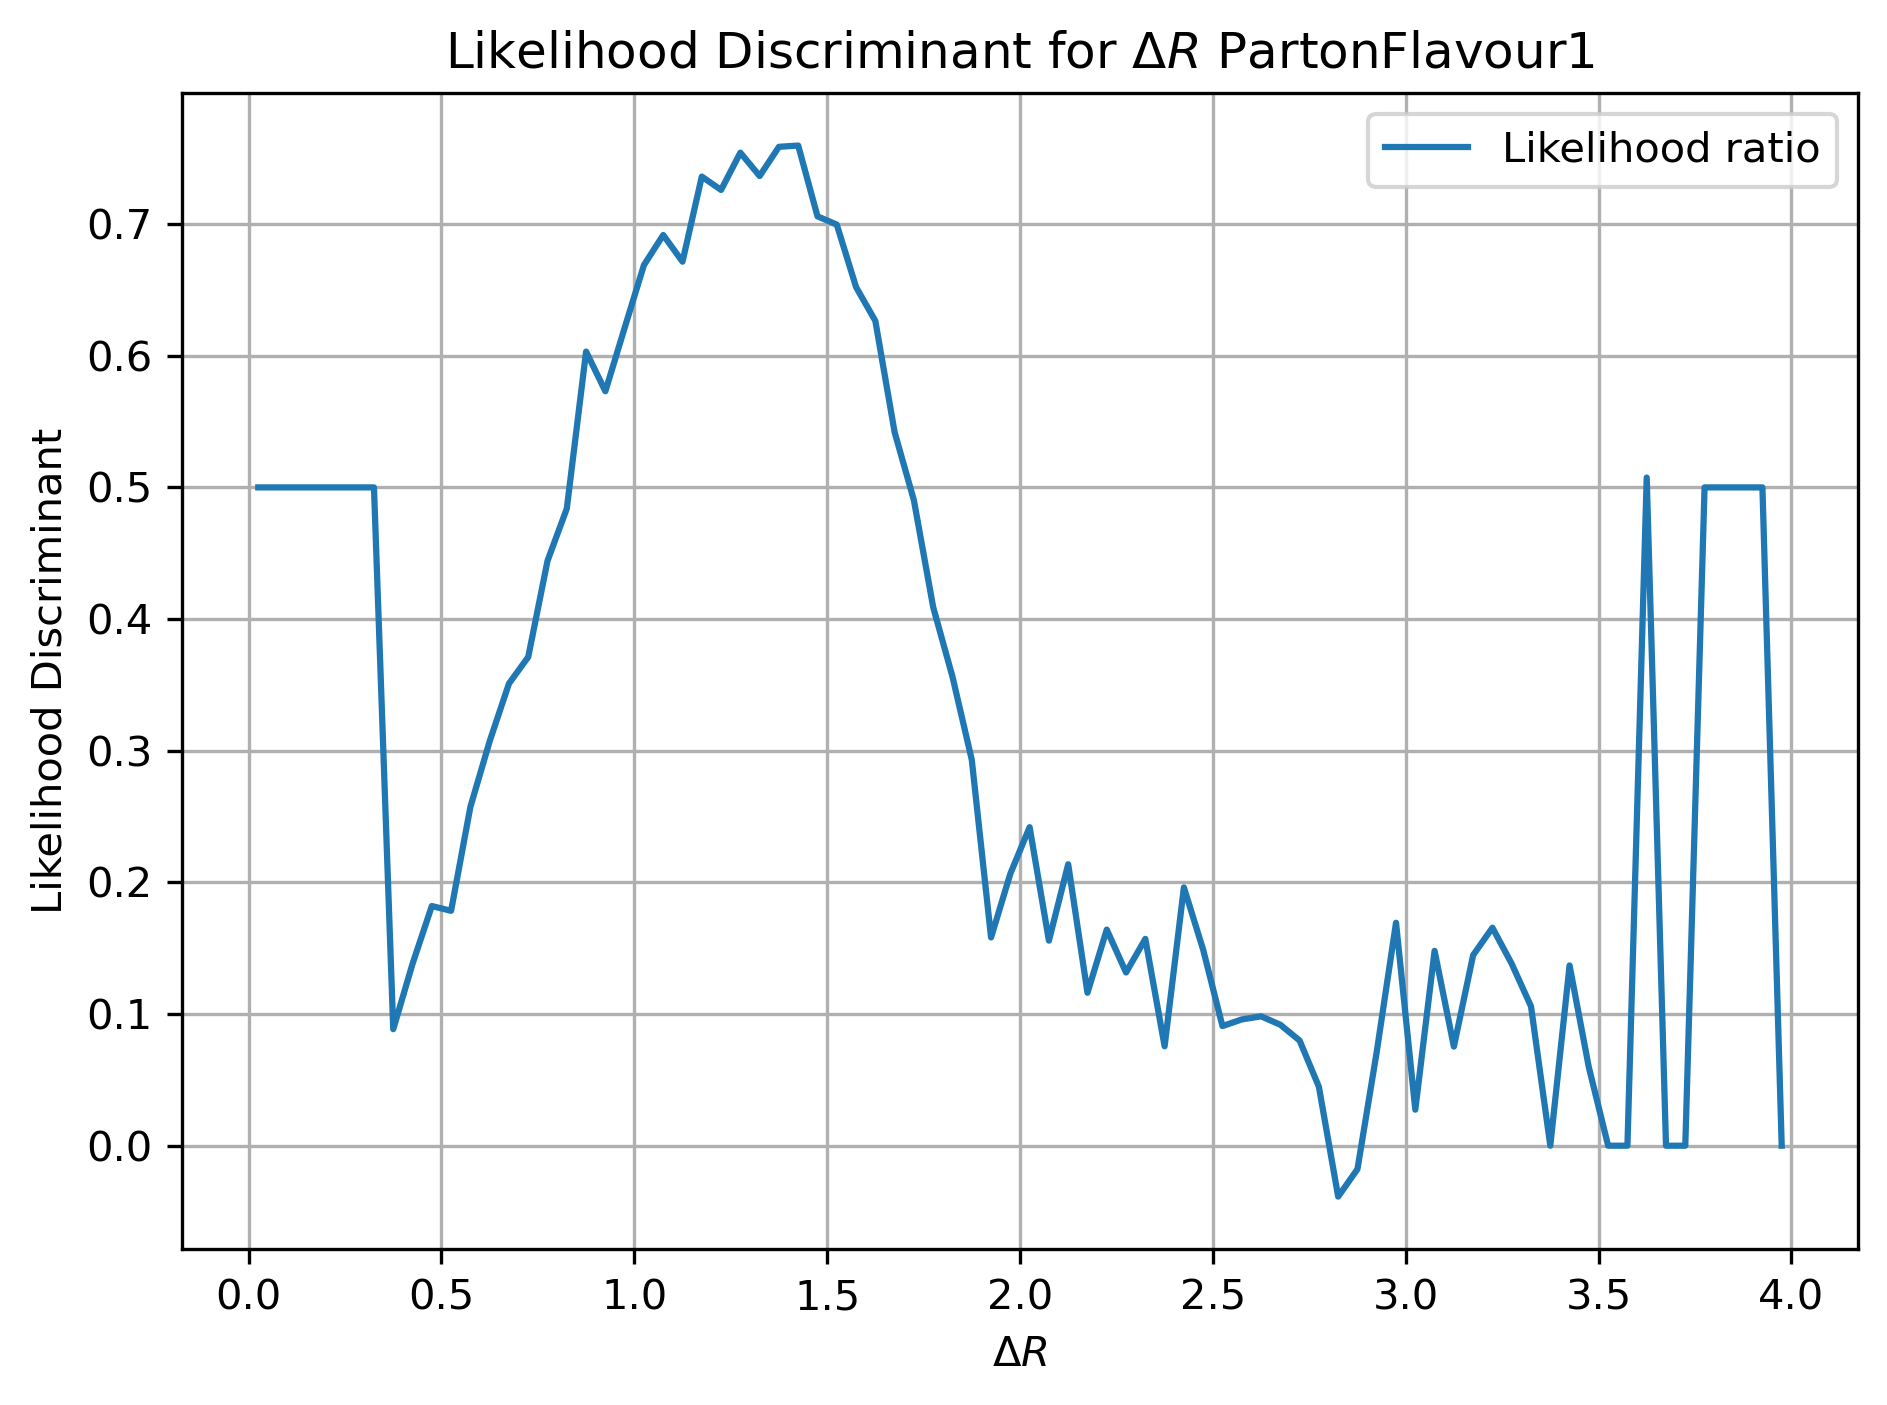 Likelihood Discriminant for ΔR PartonFlavour1
Likelihood ratio
Likelihood Discriminant
0.7
0.6
0.5
0.4
0.3
0.2
0.1
0.0
0.0 0.5 1.0 1.5 2.0 2.5 3.0 3.5 4.0
ΔR